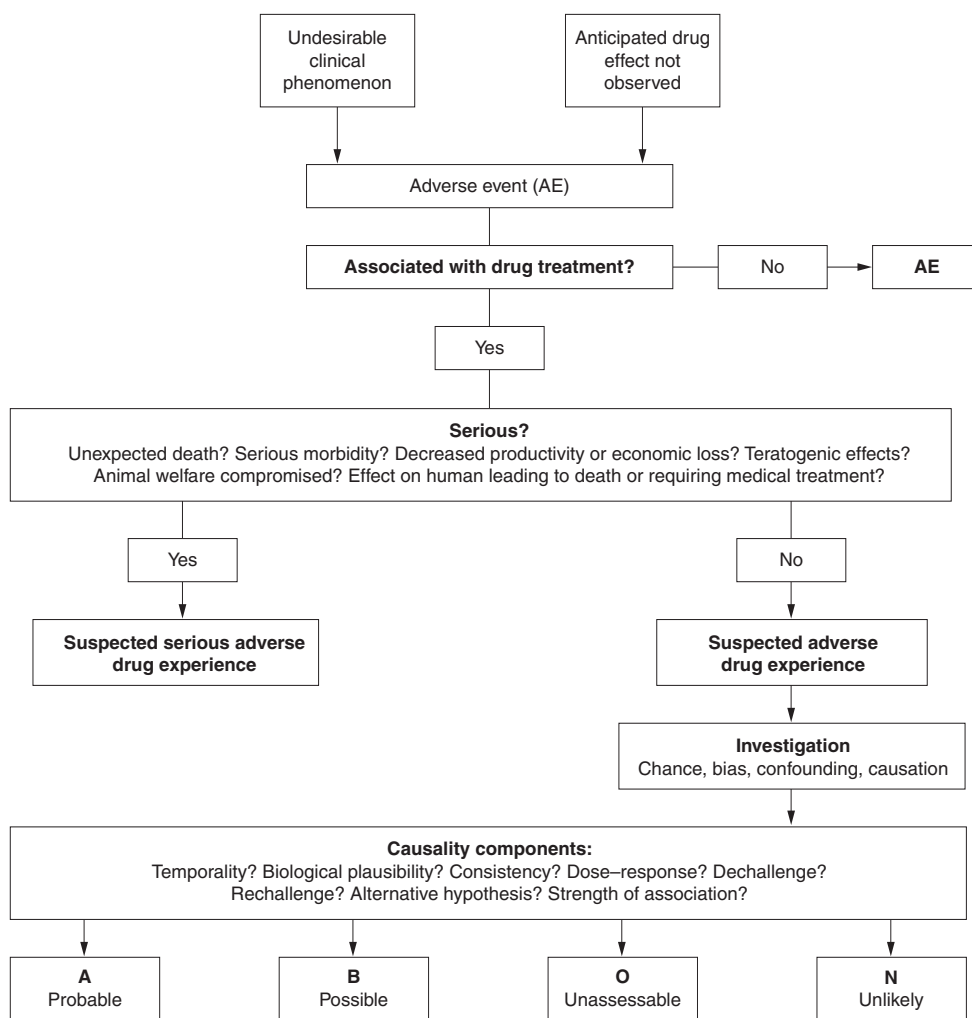 Undesirable
clinical
phenomenon
Anticipated drug
effect not
observed
Adverse event (AE)
Associated with drug treatment?
No
AE
Yes
Serious?
Unexpected death? Serious morbidity? Decreased productivity or economic loss? Teratogenic effects?
Animal welfare compromised? Effect on human leading to death or requiring medical treatment?
Yes
No
Suspected serious adverse
drug experience
Suspected adverse
drug experience
Investigation
Chance, bias, confounding, causation
Causality components:
Temporality? Biological plausibility? Consistency? Dose–response? Dechallenge?
Rechallenge? Alternative hypothesis? Strength of association?
A
Probable
B
Possible
O
Unassessable
N
Unlikely